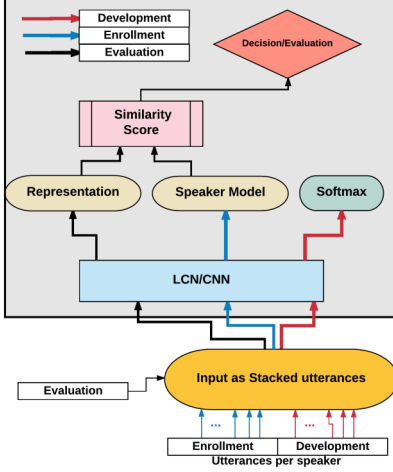 Development
Enrollment
Evaluation
Decision/Evaluation
Similarity
Score
Representation
Speaker Model
Softmax
LCN/CNN
Input as Stacked utterances
Evaluation
...
...
Enrollment
Development
Utterances per speaker